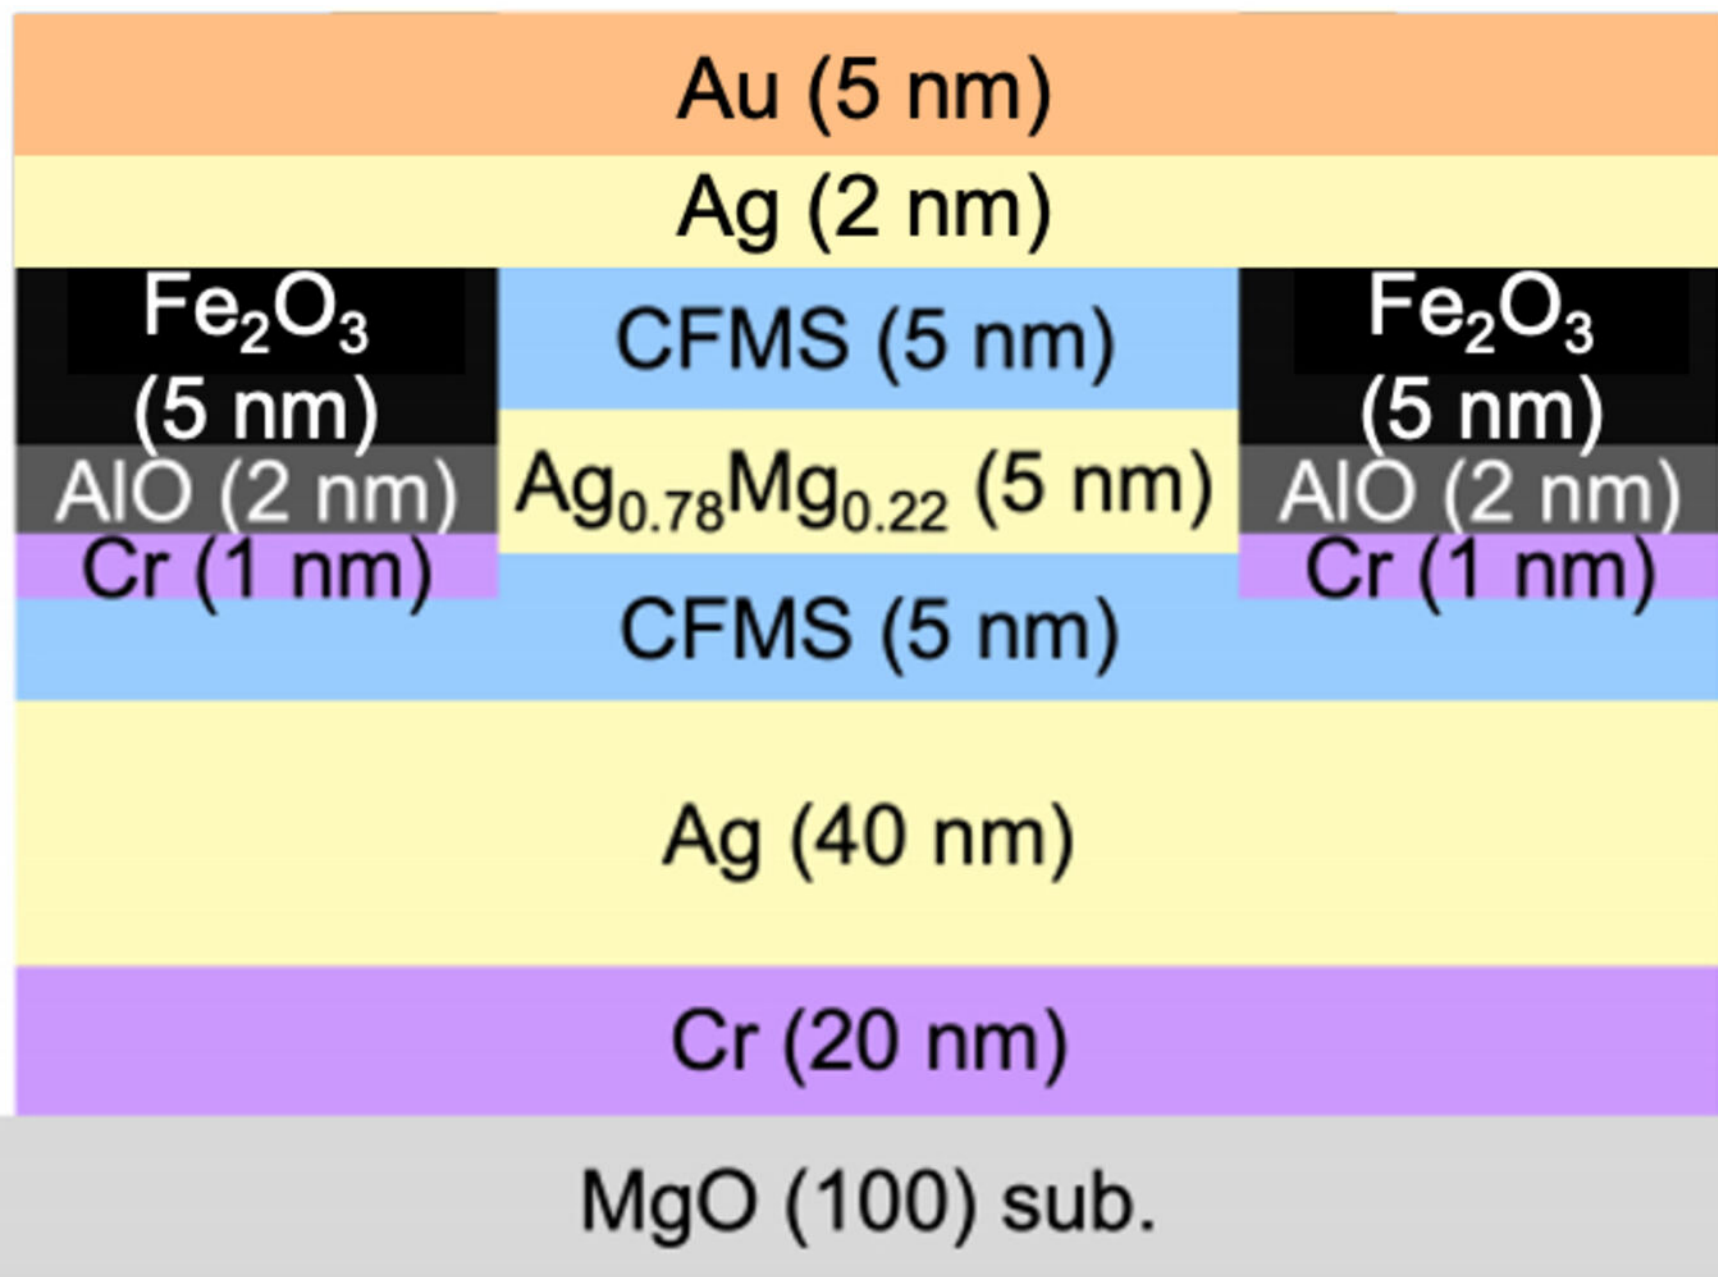 Au (5 nm)
Ag (2 nm)
Fe₂O₃
(5 nm)
AlO (2 nm)
Cr (1 nm)
CFMS (5 nm)
Ag₀.₇₈Mg₀.₂₂ (5 nm)
CFMS (5 nm)
Fe₂O₃
(5 nm)
AlO (2 nm)
Cr (1 nm)
Ag (40 nm)
Cr (20 nm)
MgO (100) sub.